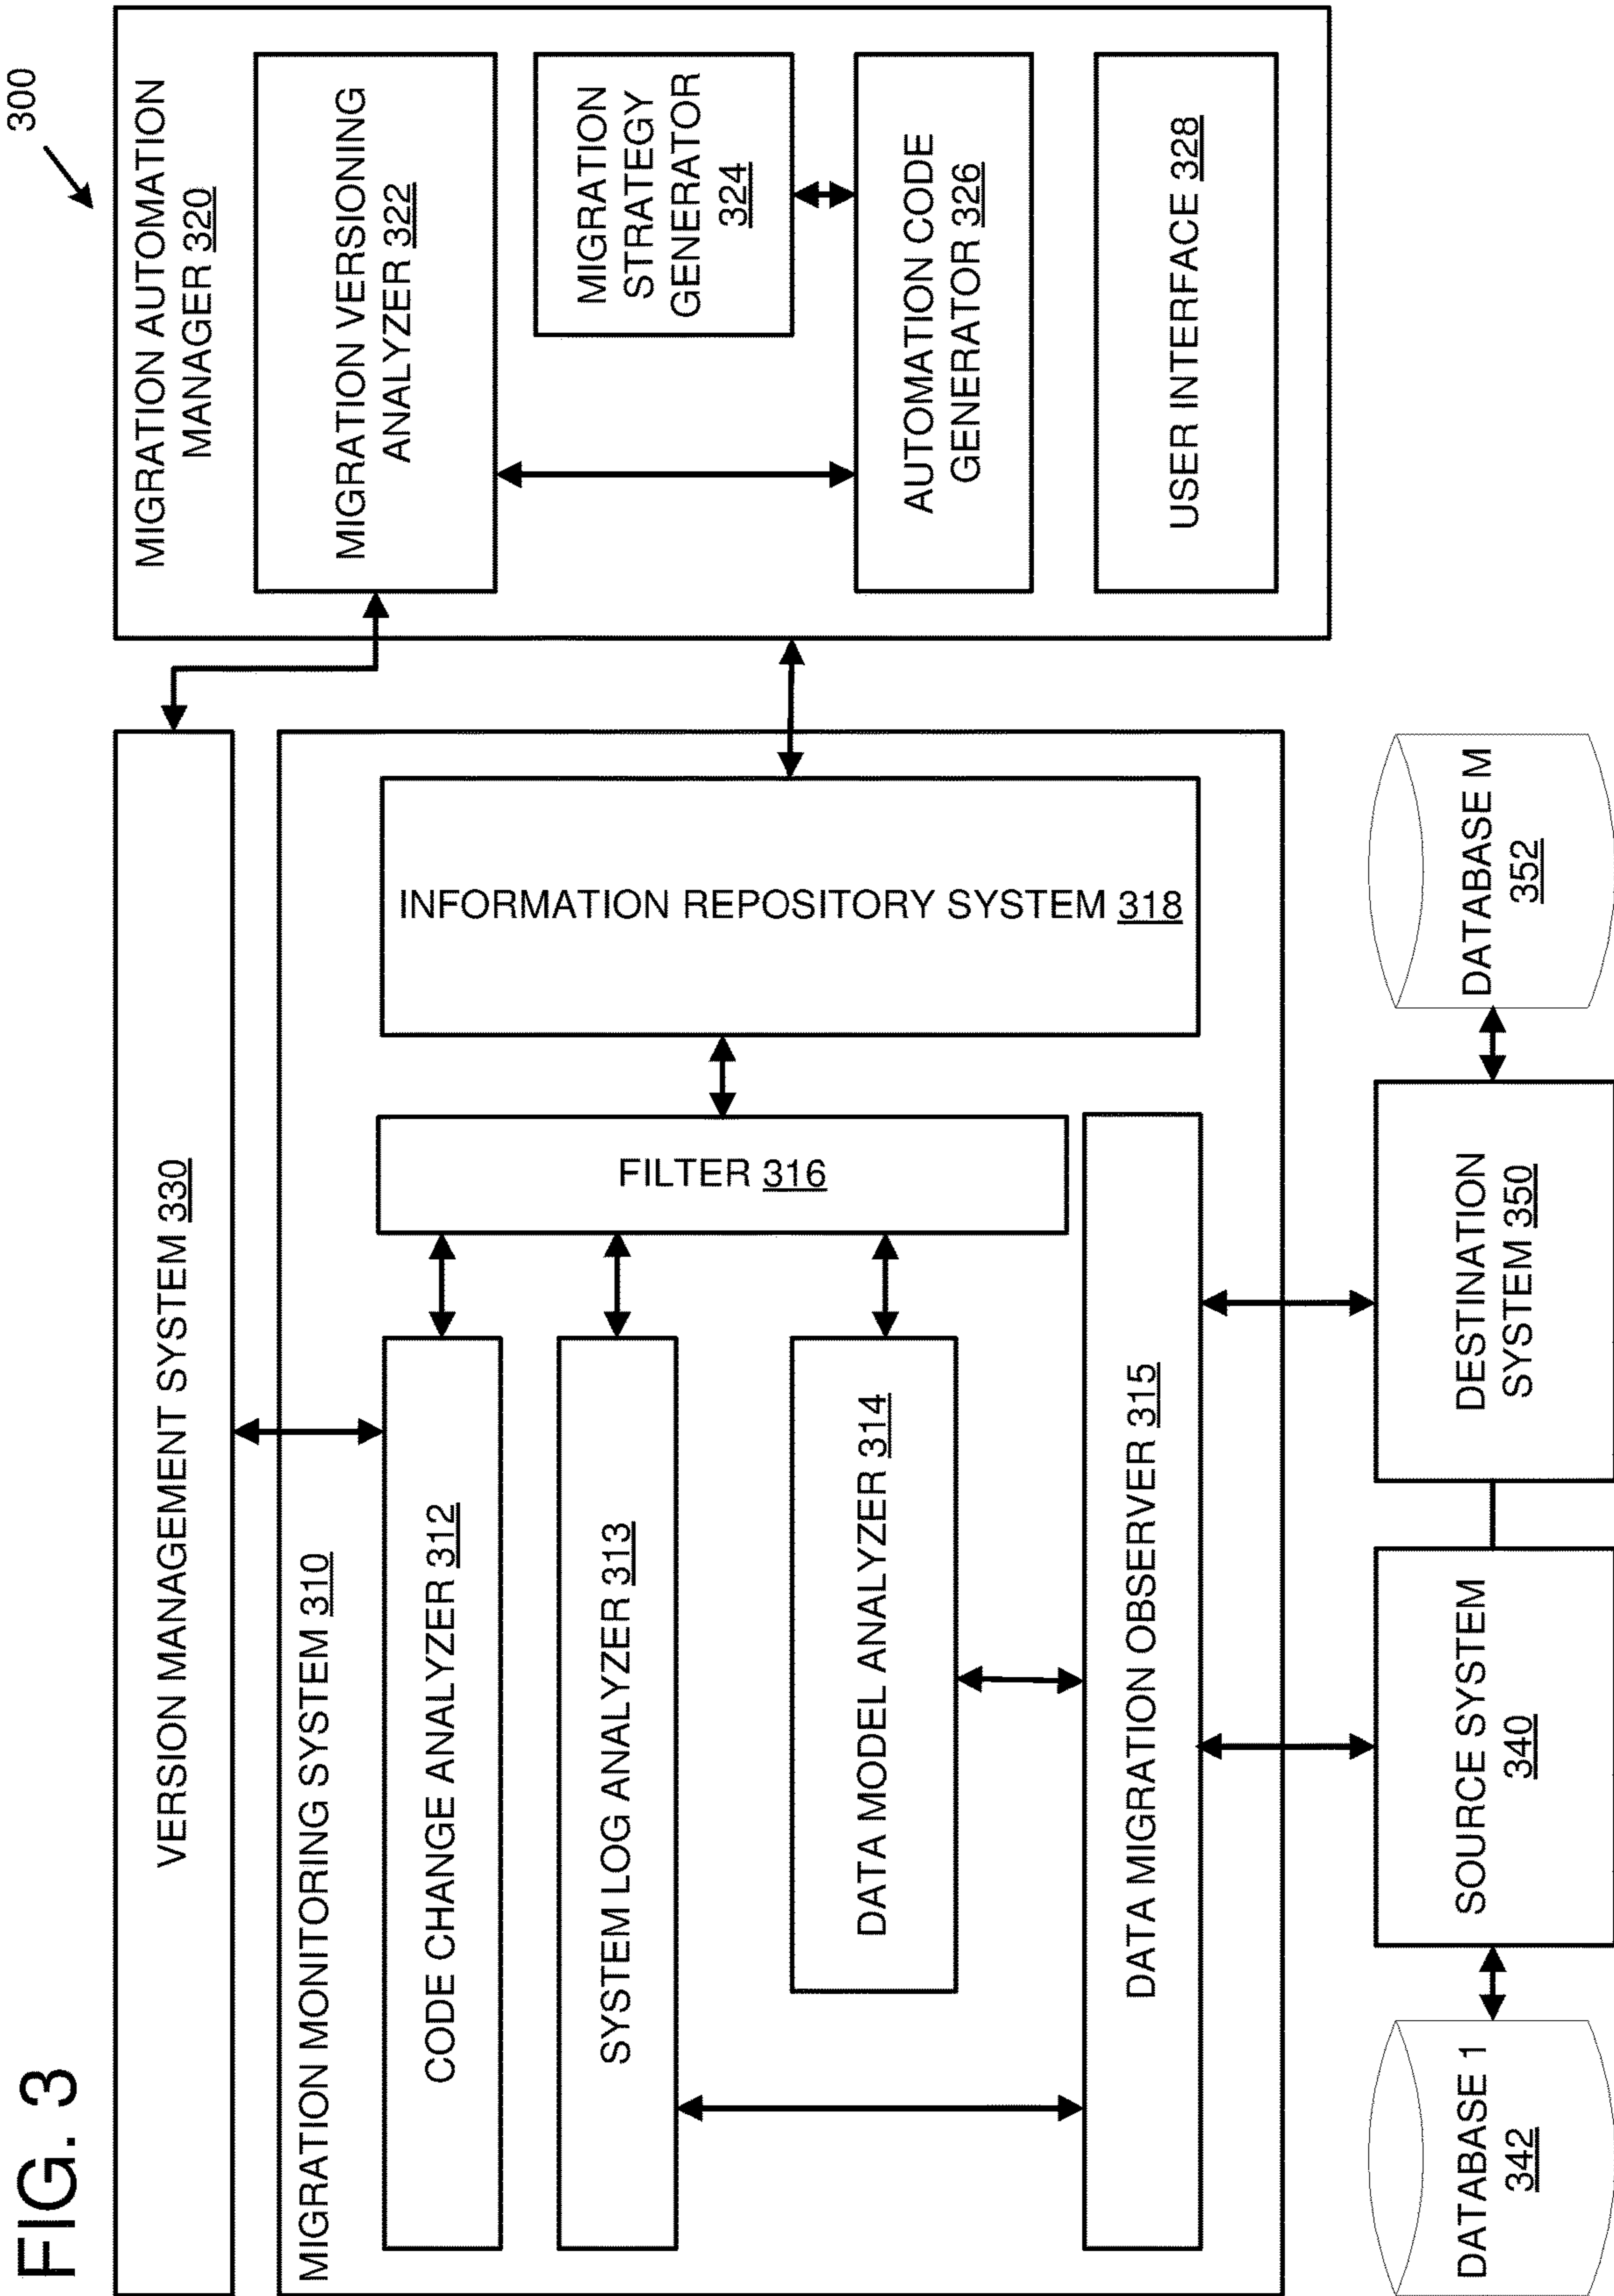 FIG. 3
300
VERSION MANAGEMENT SYSTEM 330
MIGRATION MONITORING SYSTEM 310
CODE CHANGE ANALYZER 312
SYSTEM LOG ANALYZER 313
DATA MODEL ANALYZER 314
DATA MIGRATION OBSERVER 315
FILTER 316
INFORMATION REPOSITORY SYSTEM 318
MIGRATION AUTOMATION
MANAGER 320
MIGRATION VERSIONING
ANALYZER 322
MIGRATION
STRATEGY
GENERATOR
324
AUTOMATION CODE
GENERATOR 326
USER INTERFACE 328
DATABASE 1
342
SOURCE SYSTEM
340
DESTINATION
SYSTEM 350
DATABASE M
352